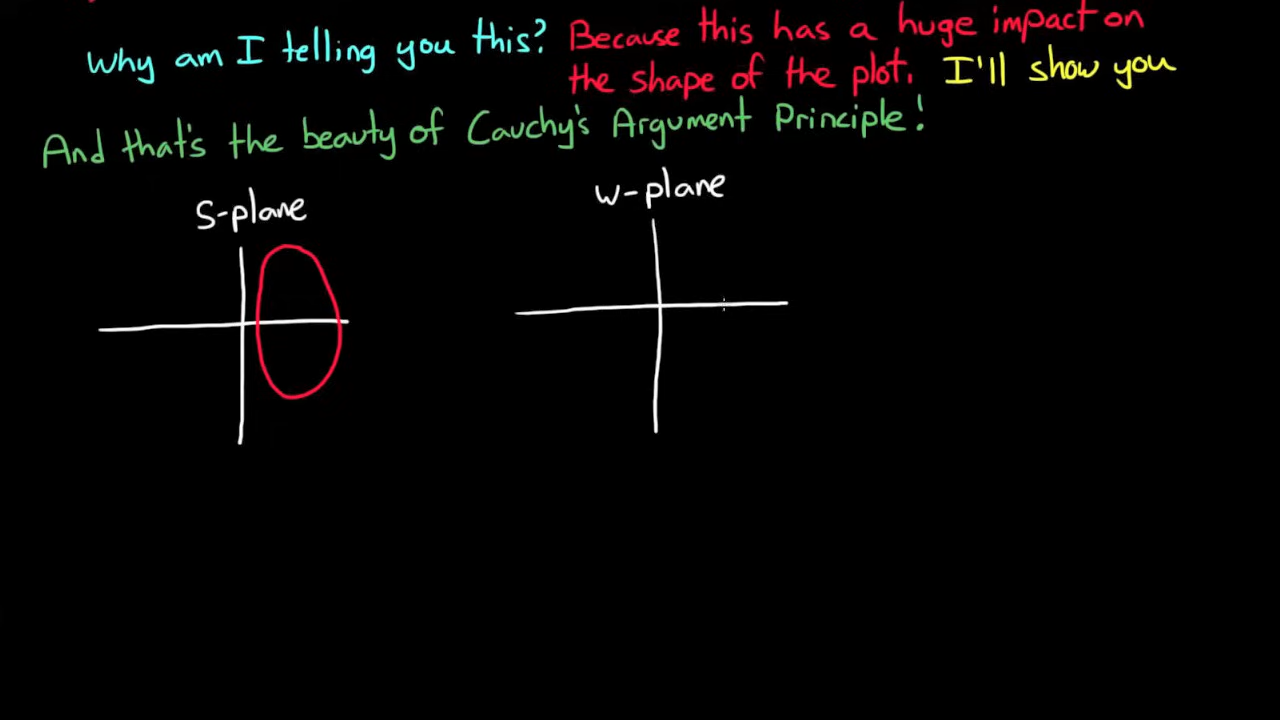 Why am I telling you this? Because this has a huge impact on
the shape of the plot. I'll show you
And that's the beauty of Cauchy's Argument Principle!
S-plane
w-plane